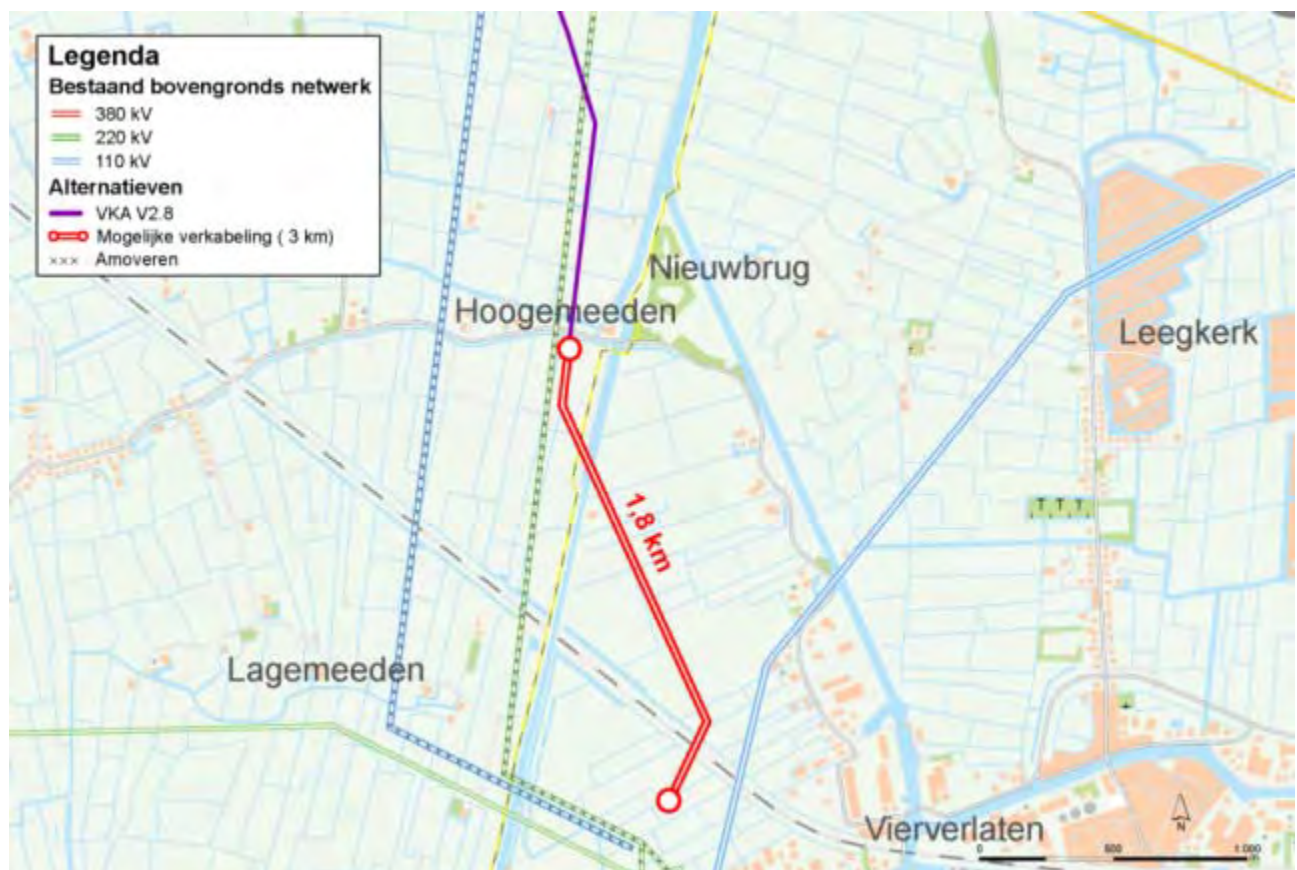 Legenda
Bestaand bovengronds netwerk
380 kV
220 kV
110 kV
Alternatieven
VKA V2.8
Mogelijke verkabeling ( 3 km)
Amoveren
Nieuwbrug
Hoogemeeden
Leegkerk
1,8 km
Lagemeeden
Vierverlaten
N
0 500 1.000